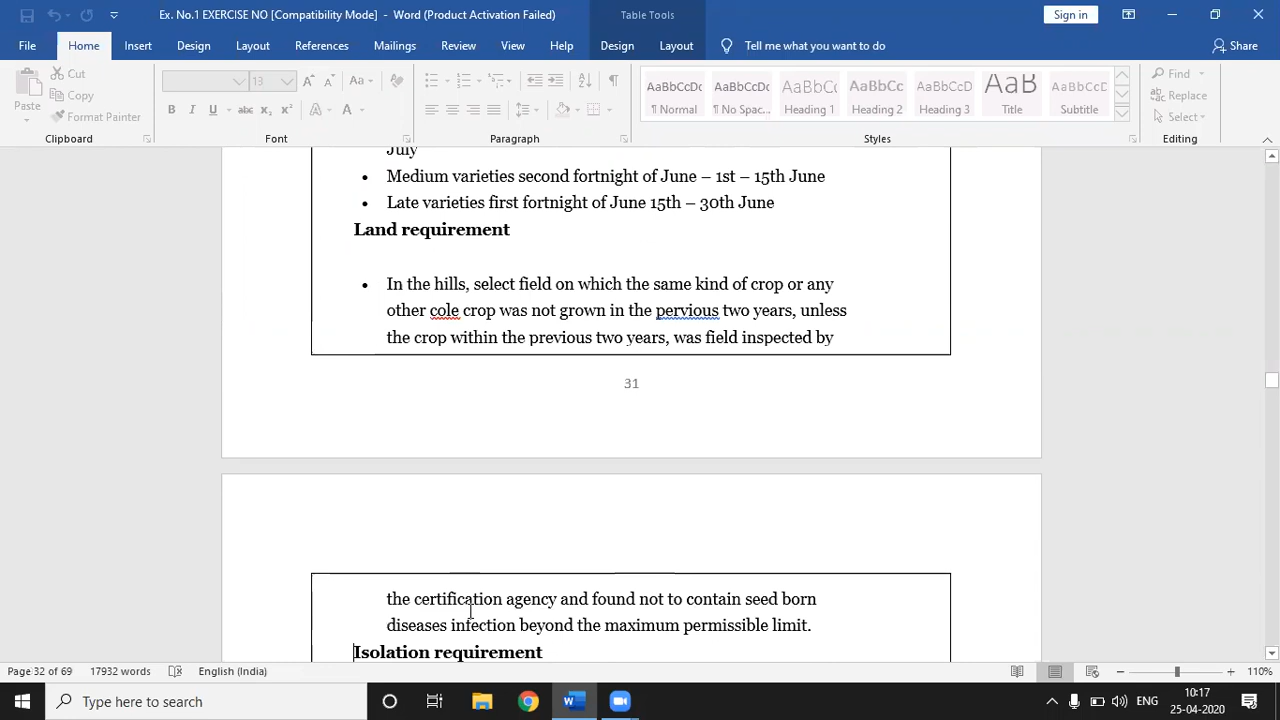 Ex. No.1 EXERCISE NO [Compatibility Mode] - Word (Product Activation Failed)
Table Tools
Sign in
File Home Insert Design Layout References Mailings Review View Help Design Layout Tell me what you want to do Share
Paste
Cut
Copy
Format Painter
13
Aa
B I U abc x₂ x²
A A
AaBbCcDc AaBbCcDc AaBbCc AaBbCc AaBbCcD AaB AaBbCcD
¶ Normal ¶ No Spac... Heading 1 Heading 2 Heading 3 Title Subtitle
Find
Replace
Select
Clipboard Font Paragraph Styles Editing
July
• Medium varieties second fortnight of June – 1st – 15th June
• Late varieties first fortnight of June 15th – 30th June
Land requirement
• In the hills, select field on which the same kind of crop or any
other cole crop was not grown in the pervious two years, unless
the crop within the previous two years, was field inspected by
31
the certification agency and found not to contain seed born
diseases infection beyond the maximum permissible limit.
Isolation requirement
Page 32 of 69 17932 words English (India) 110%
Type here to search
ENG
10:17
25-04-2020